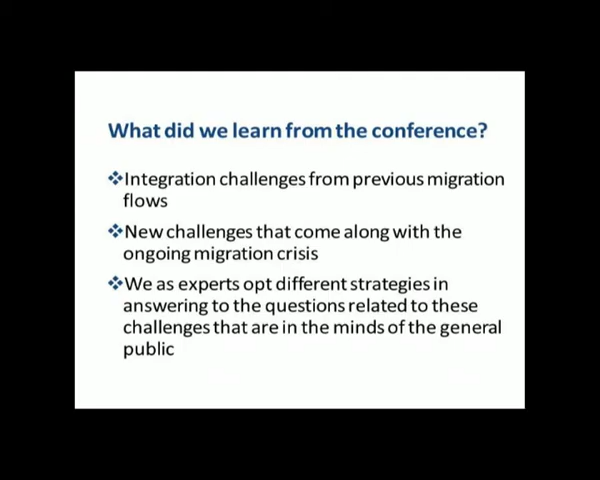 What did we learn from the conference?
❖Integration challenges from previous migration
flows
❖New challenges that come along with the
ongoing migration crisis
❖We as experts opt different strategies in
answering to the questions related to these
challenges that are in the minds of the general
public